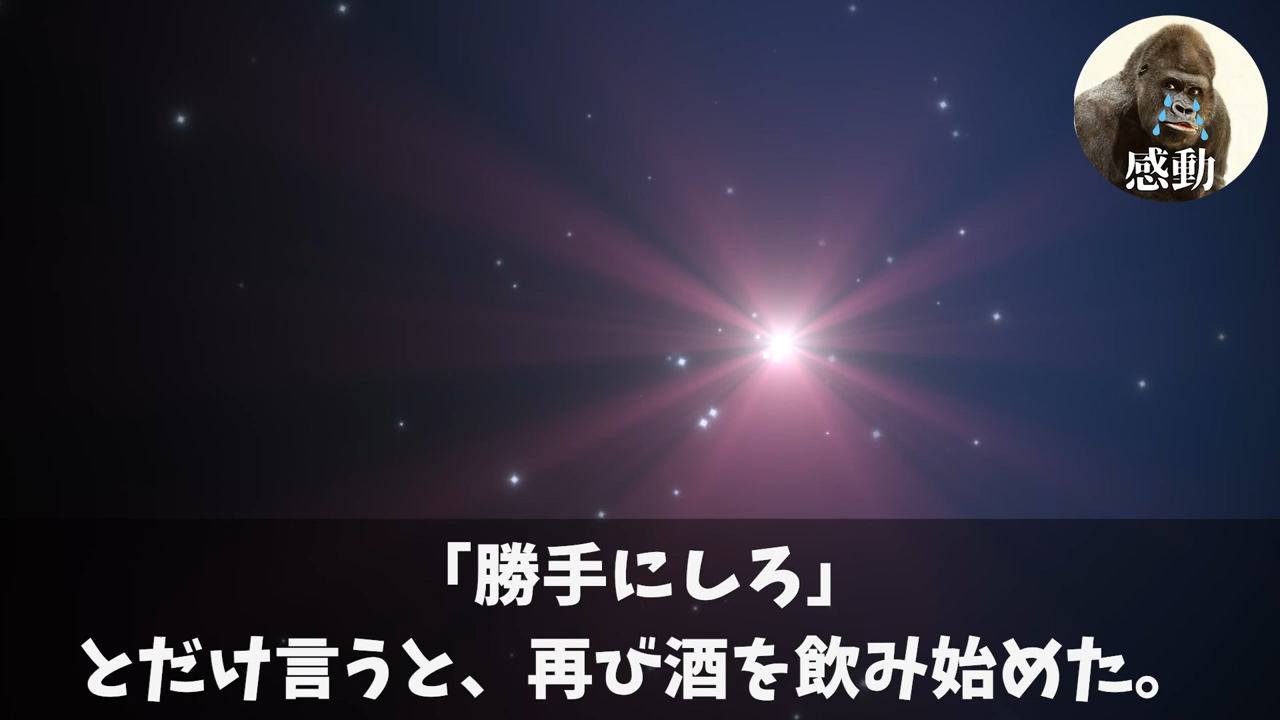 感動
「勝手にしろ」
とだけ言うと、再び酒を飲み始めた。